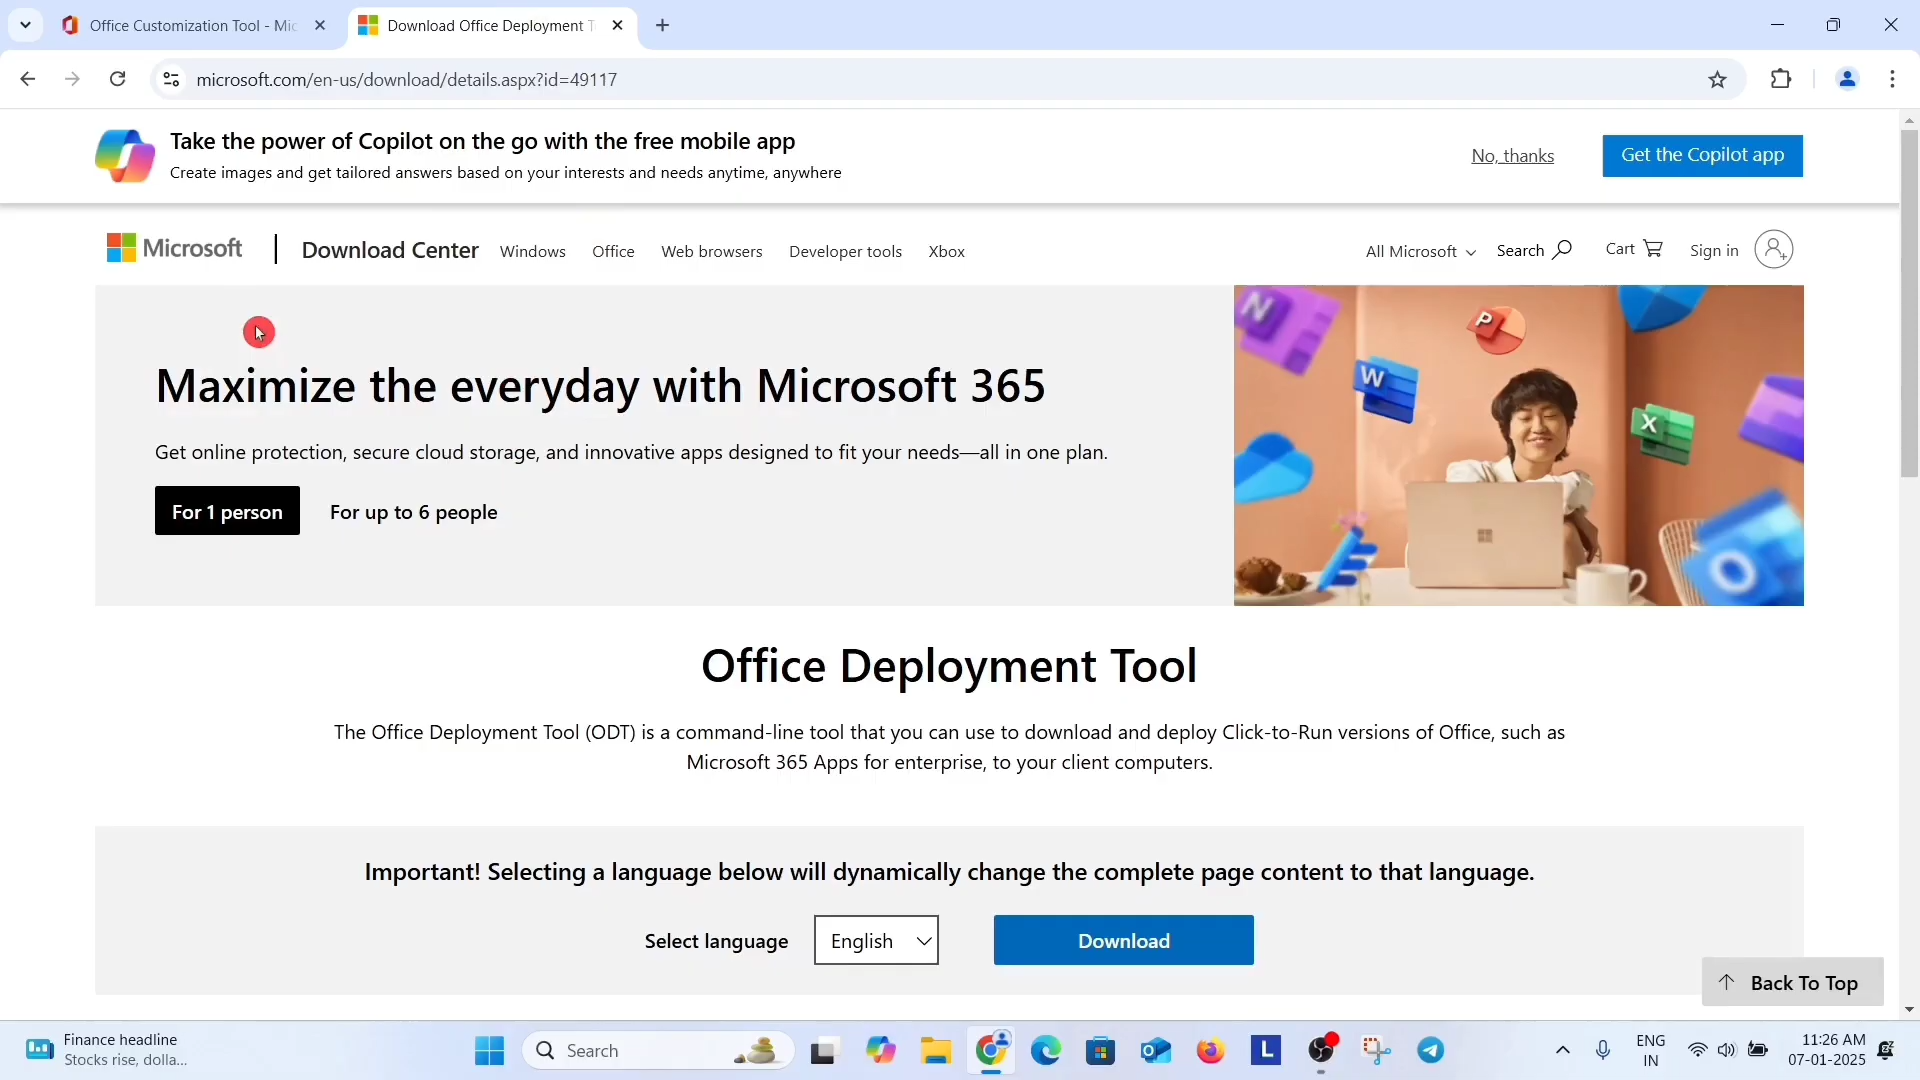 Office Customization Tool - Mic
Download Office Deployment T
microsoft.com/en-us/download/details.aspx?id=49117
Take the power of Copilot on the go with the free mobile app
Create images and get tailored answers based on your interests and needs anytime, anywhere
No, thanks
Get the Copilot app
Microsoft
Download Center
Windows
Office
Web browsers
Developer tools
Xbox
All Microsoft
Search
Cart
Sign in
Maximize the everyday with Microsoft 365
Get online protection, secure cloud storage, and innovative apps designed to fit your needs—all in one plan.
For 1 person
For up to 6 people
N
P
W
X
O
Office Deployment Tool
The Office Deployment Tool (ODT) is a command-line tool that you can use to download and deploy Click-to-Run versions of Office, such as
Microsoft 365 Apps for enterprise, to your client computers.
Important! Selecting a language below will dynamically change the complete page content to that language.
Select language
English
Download
Back To Top
Finance headline
Stocks rise, dolla...
Search
L
ENG
IN
11:26 AM
07-01-2025